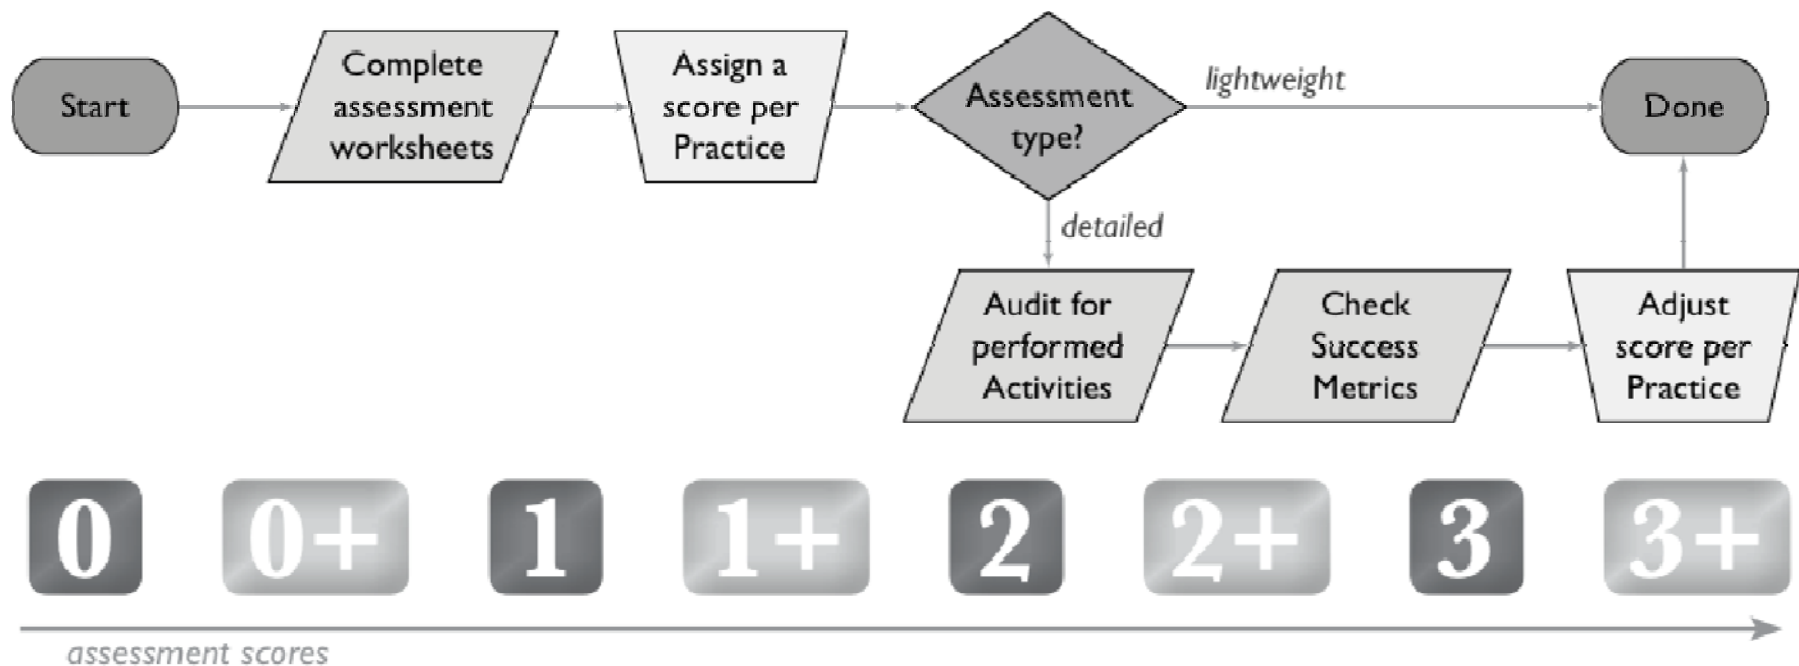 Start
Complete
assessment
worksheets
Assign a
score per
Practice
Assessment
type?
lightweight
Done
detailed
Audit for
performed
Activities
Check
Success
Metrics
Adjust
score per
Practice
0
0+
1
1+
2
2+
3
3+
assessment scores